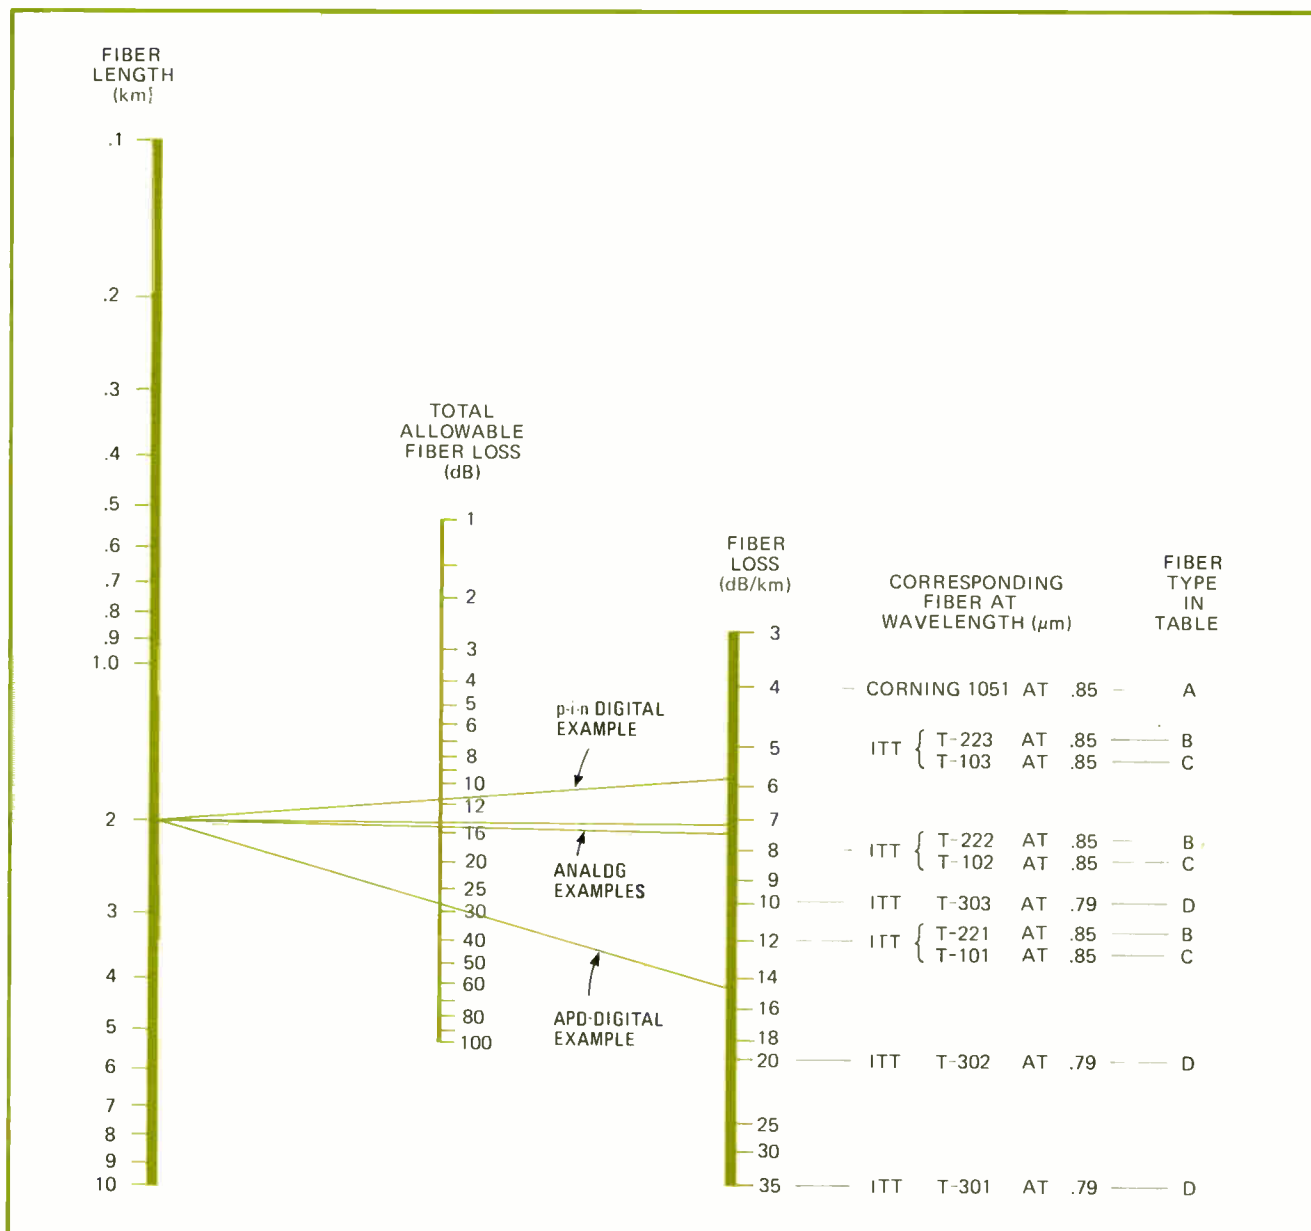 FIBER
LENGTH
(km)
.1
.2
.3
.4
.5
.6
.7
.8
.9
1.0
2
3
4
5
6
7
8
9
10
TOTAL
ALLOWABLE
FIBER LOSS
(dB)
1
2
3
4
5
6
8
10
12
16
20
25
30
40
50
60
80
100
p-i-n DIGITAL
EXAMPLE
ANALOG
EXAMPLES
APD-DIGITAL
EXAMPLE
FIBER
LOSS
(dB/km)
3
4
5
6
7
8
9
10
12
14
16
18
20
25
30
35
CORRESPONDING
FIBER AT
WAVELENGTH (μm)
FIBER
TYPE
IN
TABLE
CORNING 1051 AT .85 A
ITT { T-223 AT .85 B
T-103 AT .85 C
ITT { T-222 AT .85 B
T-102 AT .85 C
ITT T-303 AT .79 D
ITT { T-221 AT .85 B
T-101 AT .85 C
ITT T-302 AT .79 D
ITT T-301 AT .79 D